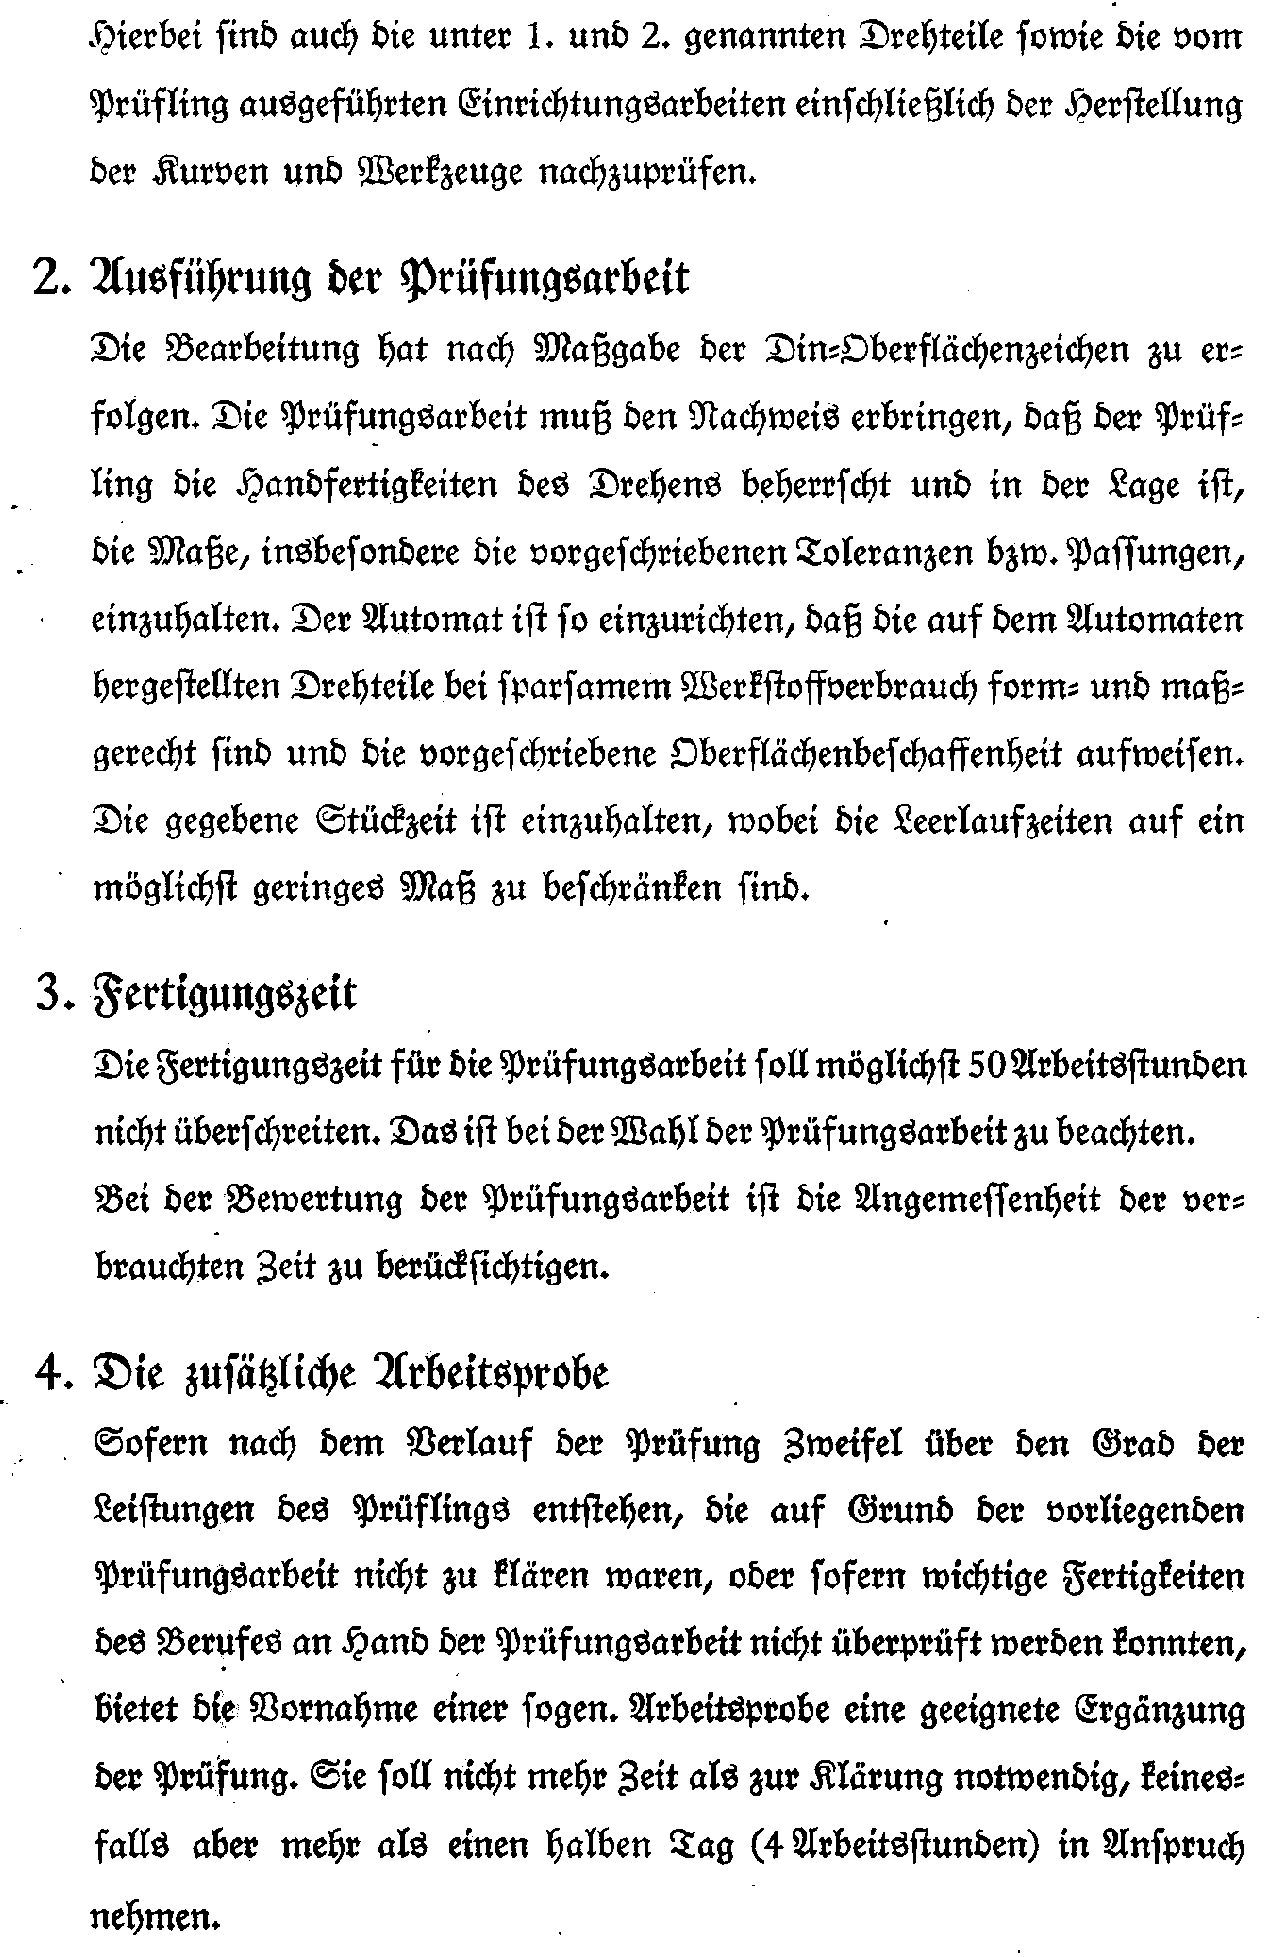 Hierbei sind auch die unter 1. und 2. genannten Drehteile sowie die vom
Prüfling ausgeführten Einrichtungsarbeiten einschließlich der Herstellung
der Kurven und Werkzeuge nachzuprüfen.
2. Ausführung der Prüfungsarbeit
Die Bearbeitung hat nach Maßgabe der Din-Oberflächenzeichen zu er-
folgen. Die Prüfungsarbeit muß den Nachweis erbringen, daß der Prüf-
ling die Handfertigkeiten des Drehens beherrscht und in der Lage ist,
die Maße, insbesondere die vorgeschriebenen Toleranzen bzw. Passungen,
einzuhalten. Der Automat ist so einzurichten, daß die auf dem Automaten
hergestellten Drehteile bei sparsamem Werkstoffverbrauch form- und maß-
gerecht sind und die vorgeschriebene Oberflächenbeschaffenheit aufweisen.
Die gegebene Stückzeit ist einzuhalten, wobei die Leerlaufzeiten auf ein
möglichst geringes Maß zu beschränken sind.
3. Fertigungszeit
Die Fertigungszeit für die Prüfungsarbeit soll möglichst 50 Arbeitsstunden
nicht überschreiten. Das ist bei der Wahl der Prüfungsarbeit zu beachten.
Bei der Bewertung der Prüfungsarbeit ist die Angemessenheit der ver-
brauchten Zeit zu berücksichtigen.
4. Die zusätzliche Arbeitsprobe
Sofern nach dem Verlauf der Prüfung Zweifel über den Grad der
Leistungen des Prüflings entstehen, die auf Grund der vorliegenden
Prüfungsarbeit nicht zu klären waren, oder sofern wichtige Fertigkeiten
des Berufes an Hand der Prüfungsarbeit nicht überprüft werden konnten,
bietet die Vornahme einer sogen. Arbeitsprobe eine geeignete Ergänzung
der Prüfung. Sie soll nicht mehr Zeit als zur Klärung notwendig, keines-
falls aber mehr als einen halben Tag (4 Arbeitsstunden) in Anspruch
nehmen.